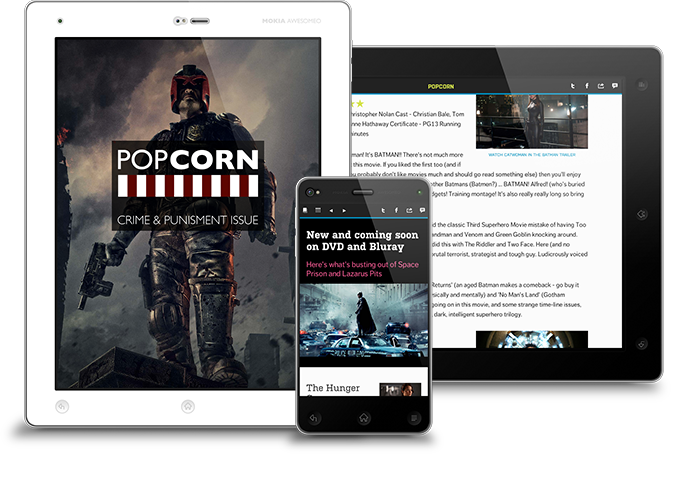 MOKIA AWESOMEO
POPCORN
CRIME & PUNISMENT ISSUE
POPCORN
hristopher Nolan Cast - Christian Bale, Tom
nne Hathaway Certificate - PG13 Running
minutes
WATCH CATWOMAN IN THE BATMAN TRAILER
man! It's BATMAN!! There's not much more
this movie. If you liked the first too (and if
ou probably don't like movies much and should go read something else) then you'll enjoy
ther Batmans (Batmen?) ... BATMAN! Alfred! (who's buried
dgets! Training montage! It's also really really long so bring
d the classic Third Superhero Movie mistake of having Too
ndman and Venom and Green Goblin knocking around.
did this with The Riddler and Two Face. Here (and no
brutal terrorist, strategist and tough guy. Ludicrously voiced
Returns' (an aged Batman makes a comeback - go buy it
sically and mentally) and 'No Man's Land' (Gotham
going on in this movie, and some strange time-line issues,
dark, intelligent superhero trilogy.
New and coming soon
on DVD and Bluray
Here's what's busting out of Space
Prison and Lazarus Pits
The Hunger